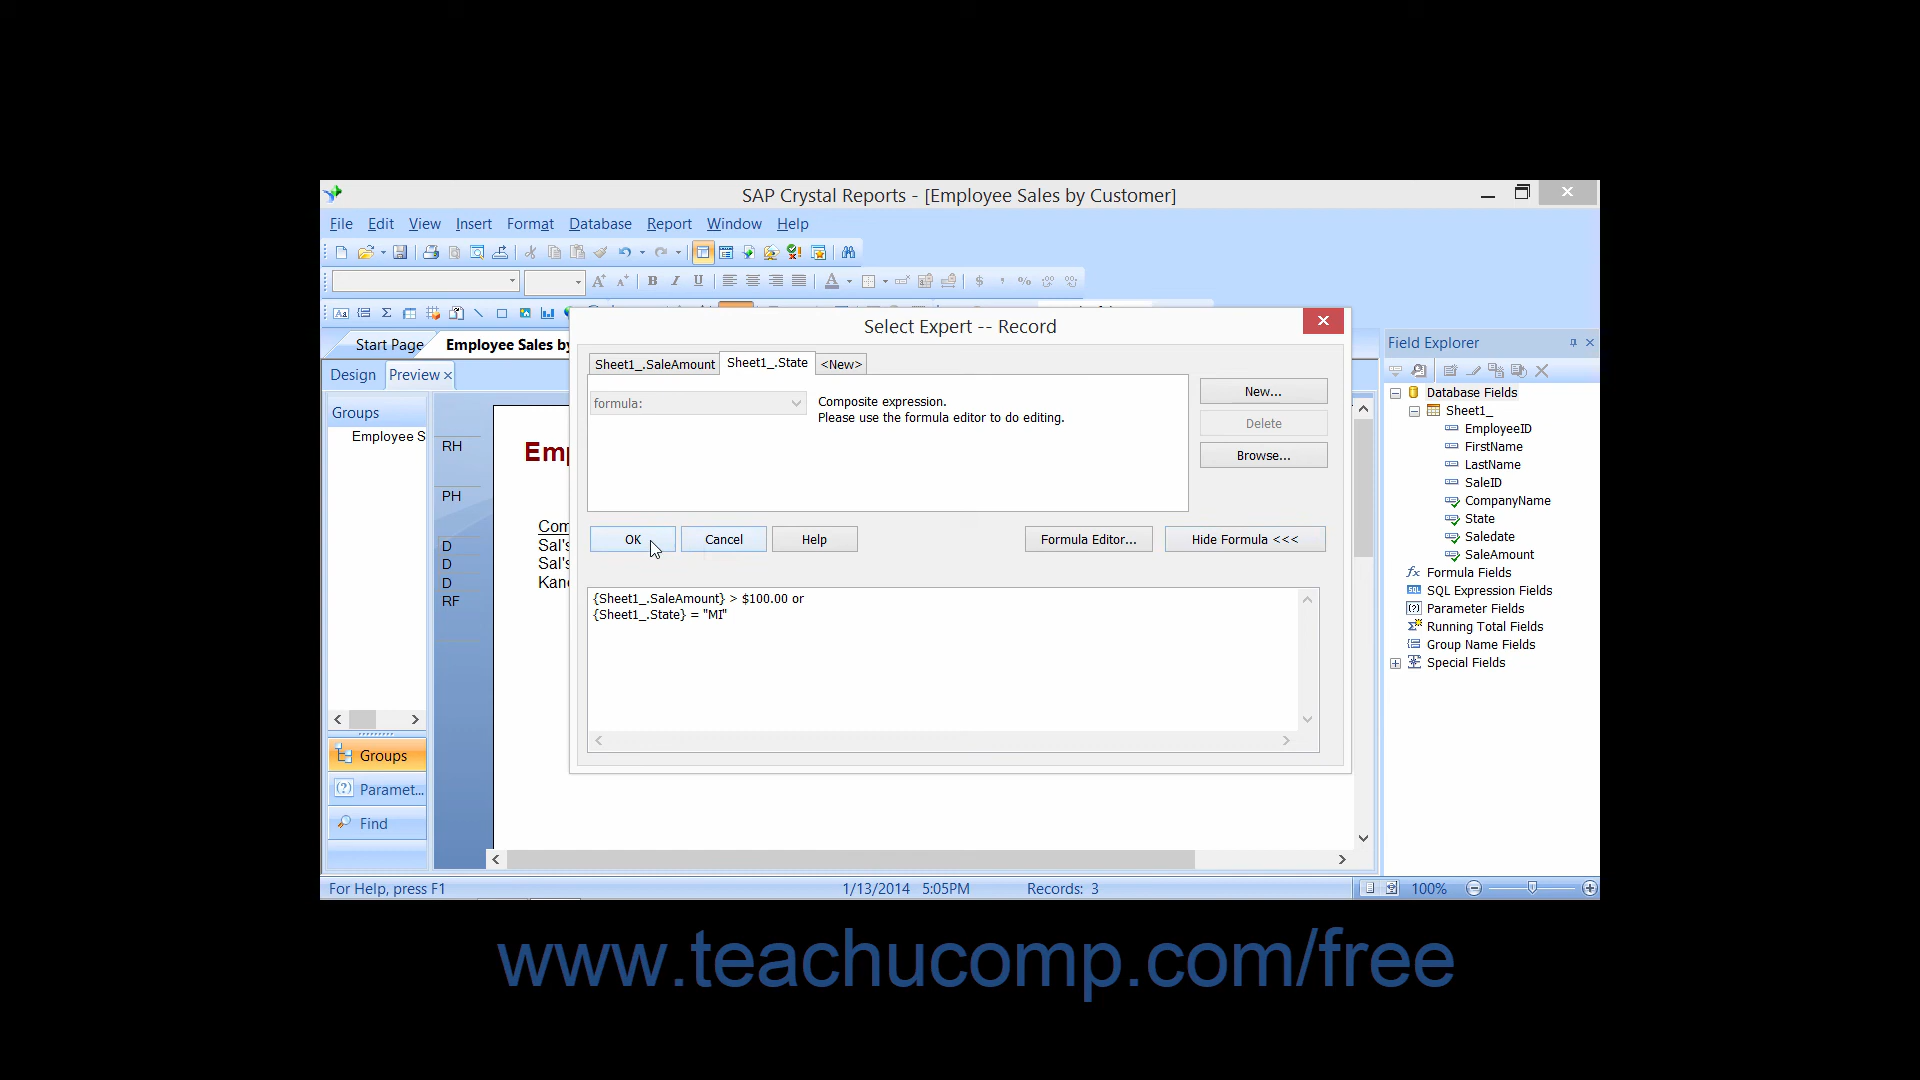 SAP Crystal Reports - [Employee Sales by Customer]
File Edit View Insert Format Database Report Window Help
Start Page
Employee Sales by
Design
Preview
Groups
Employee S
RH
PH
D
D
D
RF
Emp
Com
Sal's
Sal's
Kan
Select Expert -- Record
Sheet1_.SaleAmount
Sheet1_.State
<New>
formula:
Composite expression.
Please use the formula editor to do editing.
New...
Delete
Browse...
OK
Cancel
Help
Formula Editor...
Hide Formula <<<
{Sheet1_.SaleAmount} > $100.00 or
{Sheet1_.State} = "MI"
Field Explorer
Database Fields
Sheet1_
EmployeeID
FirstName
LastName
SaleID
CompanyName
State
Saledate
SaleAmount
Formula Fields
SQL Expression Fields
Parameter Fields
Running Total Fields
Group Name Fields
Special Fields
Groups
Paramet...
Find
For Help, press F1
1/13/2014 5:05PM
Records: 3
100%
www.teachucomp.com/free